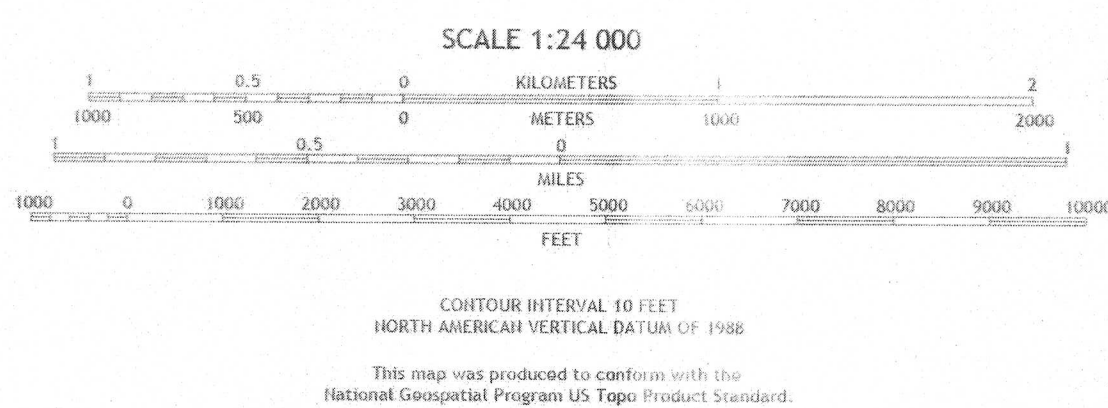 SCALE 1:24 000
1 0.5 0 KILOMETERS 1 2
1000 500 0 METERS 1000 2000
1 0.5 0 1
MILES
1000 0 1000 2000 3000 4000 5000 6000 7000 8000 9000 10000
FEET
CONTOUR INTERVAL 10 FEET
NORTH AMERICAN VERTICAL DATUM OF 1988
This map was produced to conform with the
National Geospatial Program US Topo Product Standard.